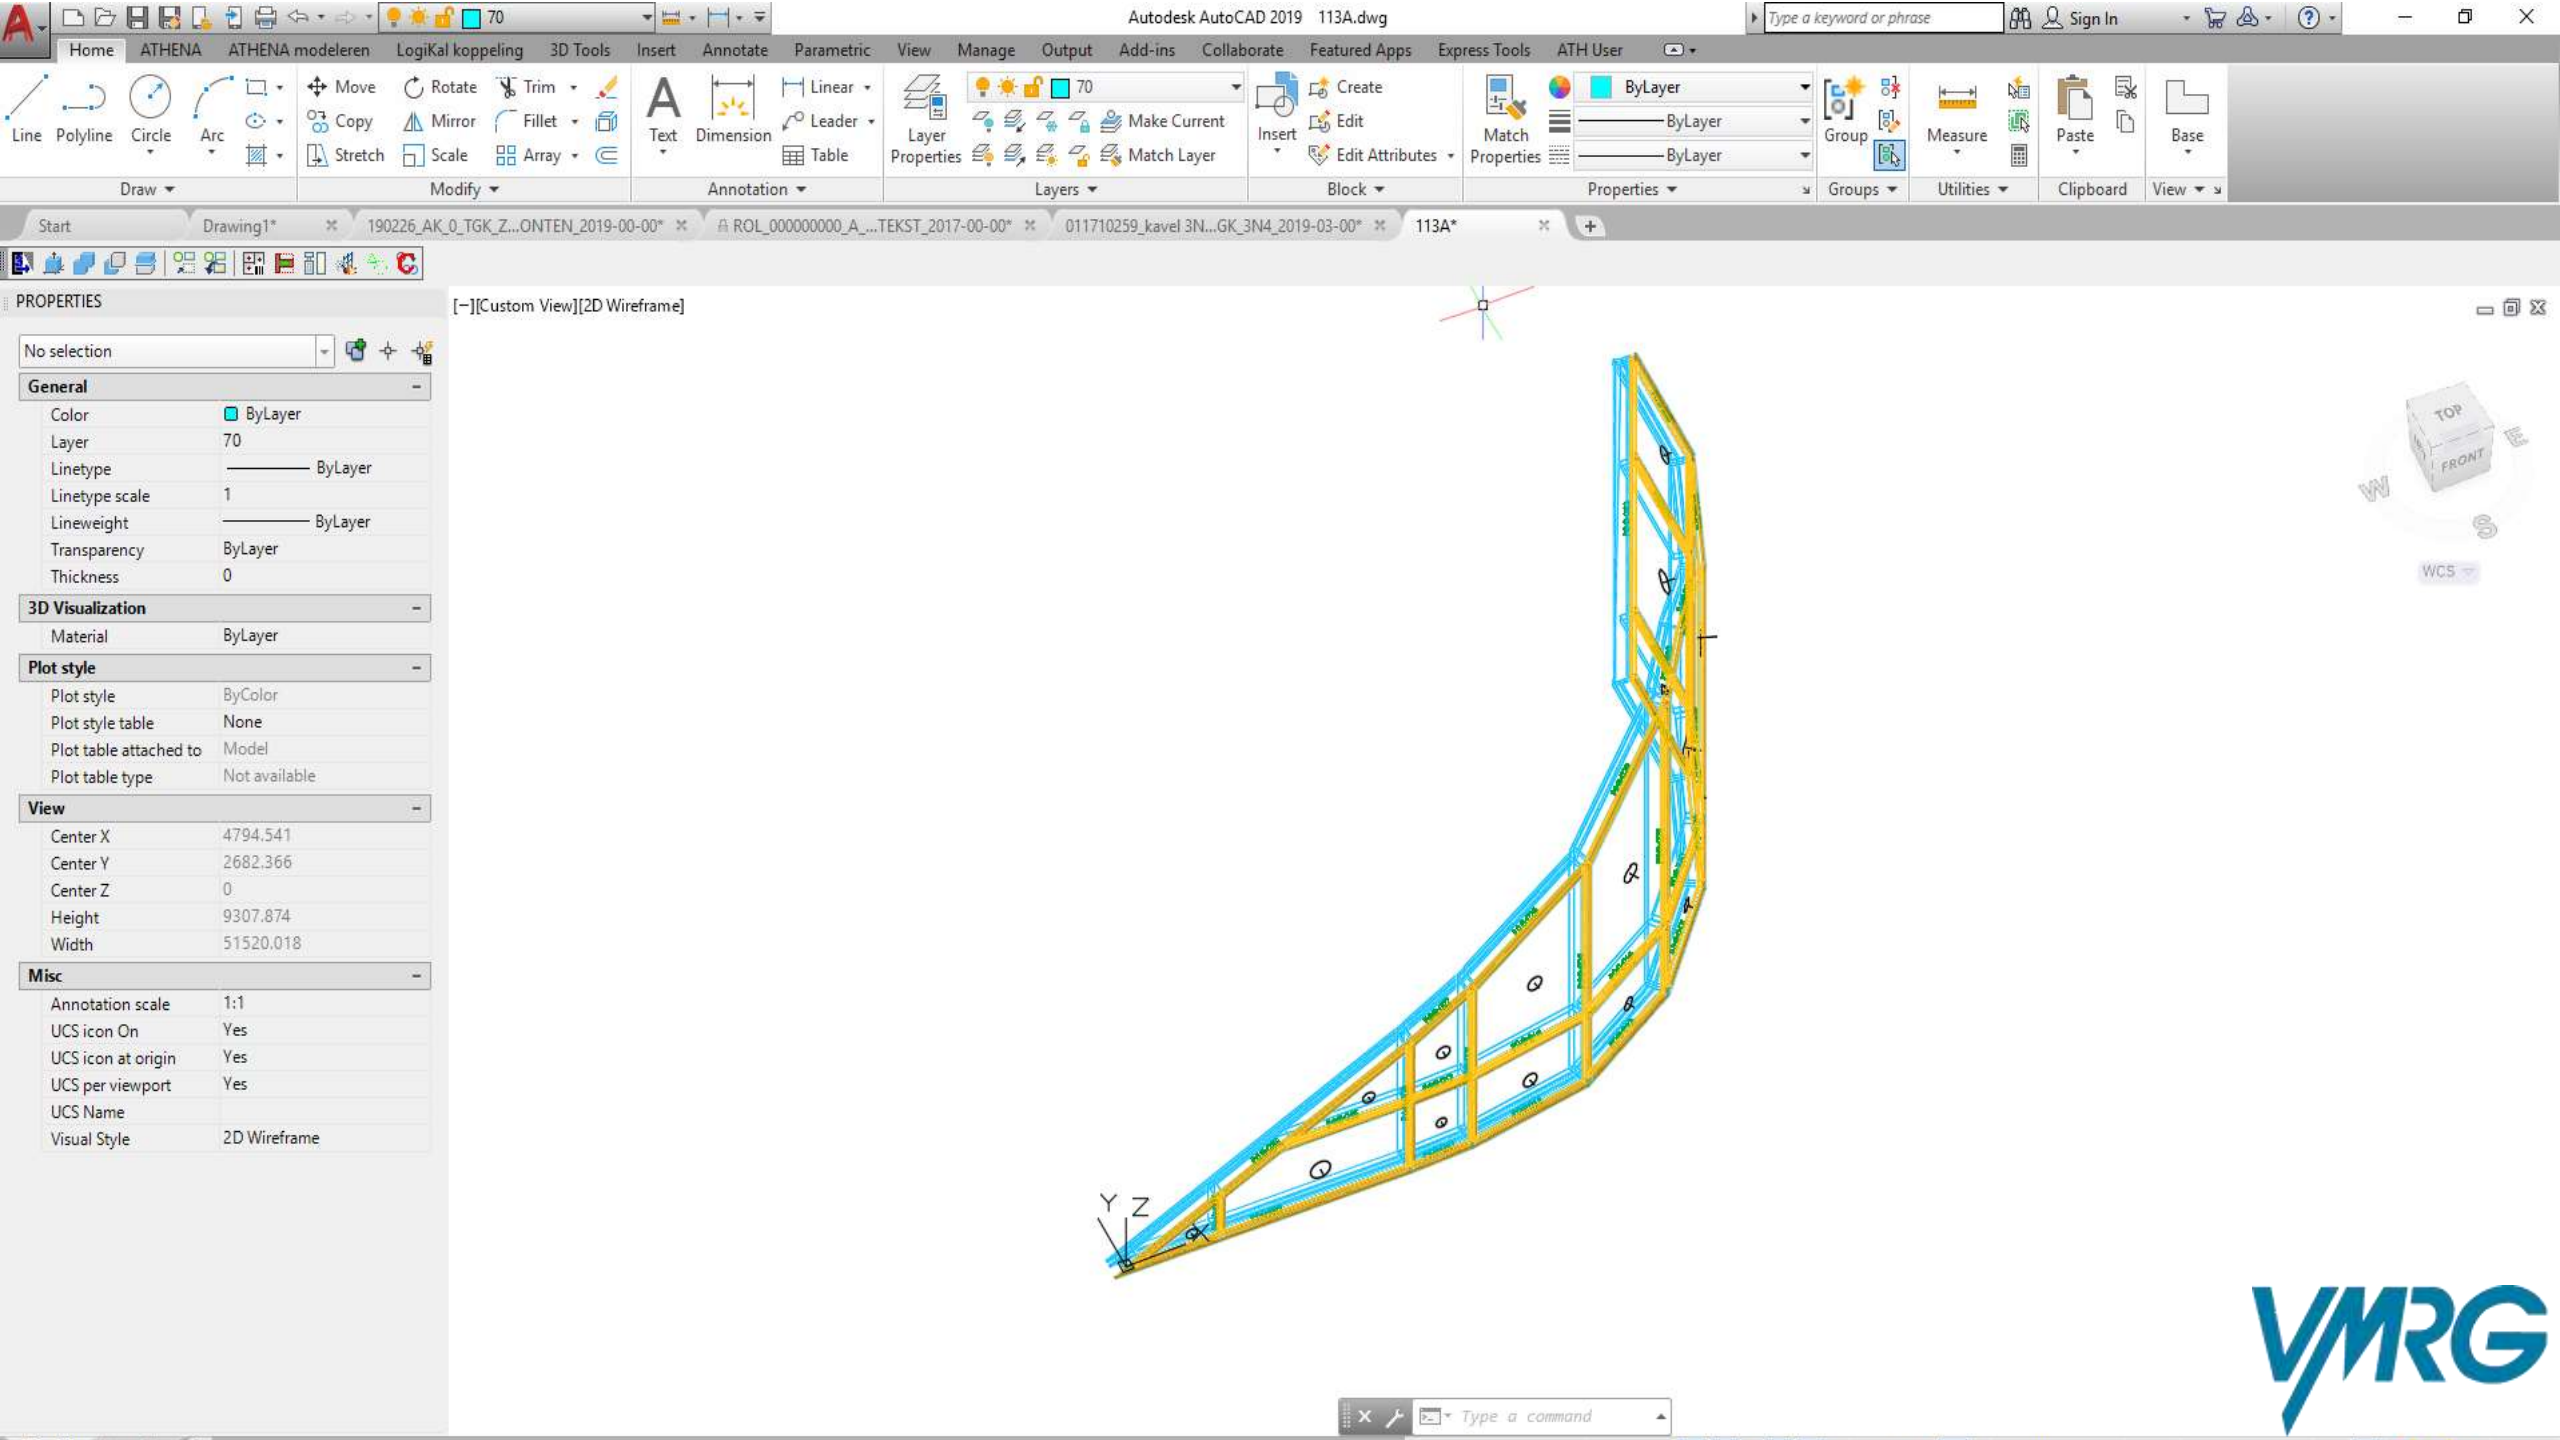 70
Autodesk AutoCAD 2019 113A.dwg
Type a keyword or phrase
Sign In
Home ATHENA ATHENA modeleren LogiKal koppeling 3D Tools Insert Annotate Parametric View Manage Output Add-ins Collaborate Featured Apps Express Tools ATH User
Line Polyline Circle Arc
Move Rotate Trim
Copy Mirror Fillet
Stretch Scale Array
Text Dimension
Linear
Leader
Table
Layer Properties
70
Make Current
Match Layer
Insert
Create
Edit
Edit Attributes
Match Properties
ByLayer
ByLayer
ByLayer
Group
Measure
Paste
Base
Draw Modify Annotation Layers Block Properties Groups Utilities Clipboard View
Start Drawing1* 190226_AK_0_TGK_Z...ONTEN_2019-00-00* ROL_000000000_A_...TEKST_2017-00-00* 011710259_kavel 3N...GK_3N4_2019-03-00* 113A*
PROPERTIES
[−][Custom View][2D Wireframe]
No selection
General
Color ByLayer
Layer 70
Linetype ByLayer
Linetype scale 1
Lineweight ByLayer
Transparency ByLayer
Thickness 0
3D Visualization
Material ByLayer
Plot style
Plot style ByColor
Plot style table None
Plot table attached to Model
Plot table type Not available
View
Center X 4794.541
Center Y 2682.366
Center Z 0
Height 9307.874
Width 51520.018
Misc
Annotation scale 1:1
UCS icon On Yes
UCS icon at origin Yes
UCS per viewport Yes
UCS Name
Visual Style 2D Wireframe
TOP
FRONT
E
W
S
WCS
Y Z
X
VMRG
Type a command